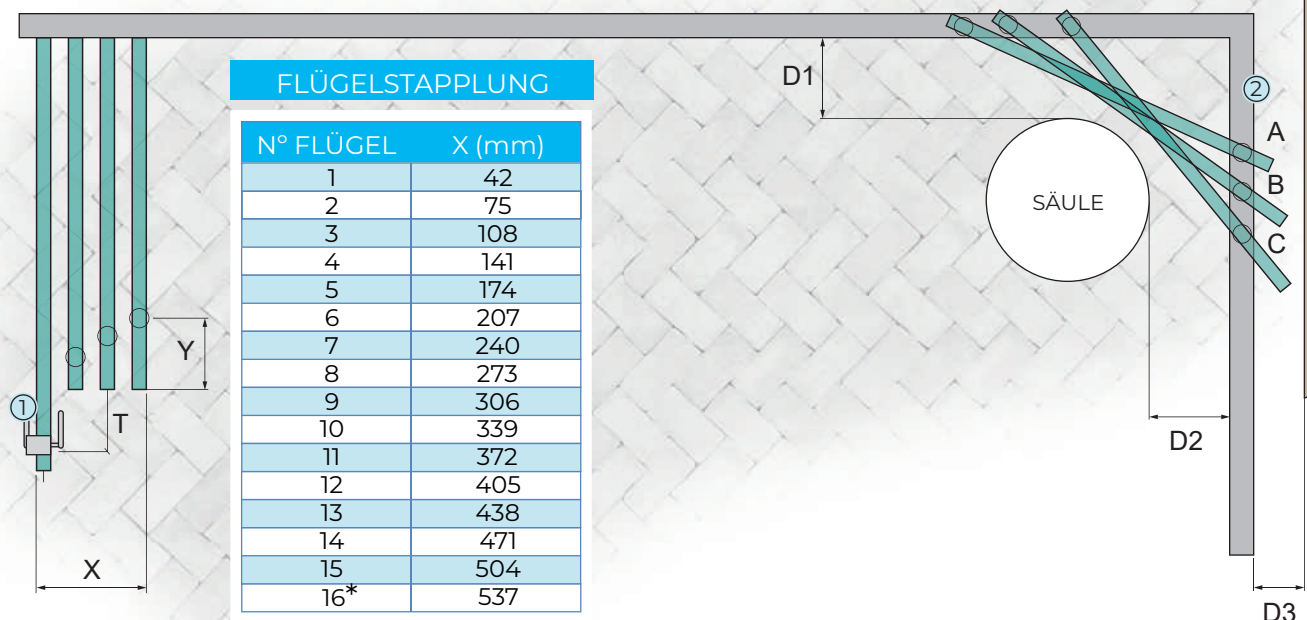 FLÜGELSTAPPLUNG
Nº FLÜGEL X (mm)
1 42
2 75
3 108
4 141
5 174
6 207
7 240
8 273
9 306
10 339
11 372
12 405
13 438
14 471
15 504
16* 537
1
Y
T
X
D1
SÄULE
2
A
B
C
D2
D3